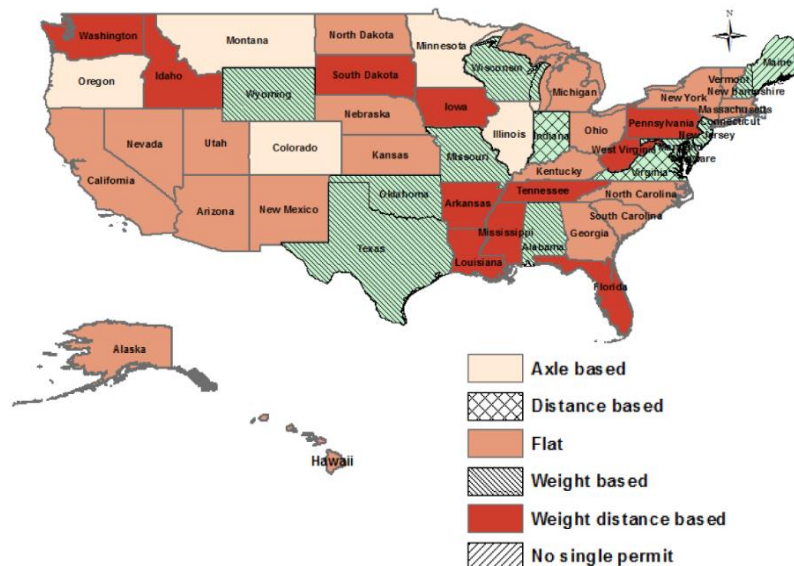 N
Washington
Montana
North Dakota
Minnesota
Maine
Oregon
Idaho
South Dakota
Wisconsin
Vermont
New Hampshire
Wyoming
Michigan
New York
Massachusetts
Connecticut
Iowa
Nebraska
Pennsylvania
New Jersey
Nevada
Utah
Colorado
Illinois
Indiana
Ohio
West Virginia
Virginia
Kansas
Missouri
Kentucky
California
Oklahoma
Tennessee
North Carolina
Arizona
New Mexico
Arkansas
South Carolina
Mississippi
Georgia
Texas
Alabama
Louisiana
Florida
Alaska
Hawaii
Axle based
Distance based
Flat
Weight based
Weight distance based
No single permit